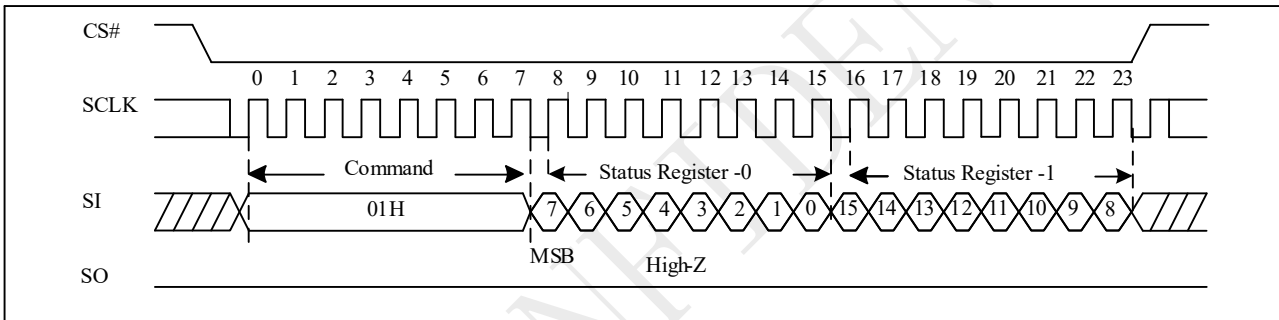 CS#
0 1 2 3 4 5 6 7 8 9 10 11 12 13 14 15 16 17 18 19 20 21 22 23
SCLK
Command Status Register -0 Status Register -1
SI 01H 7 6 5 4 3 2 1 0 15 14 13 12 11 10 9 8
MSB High-Z
SO